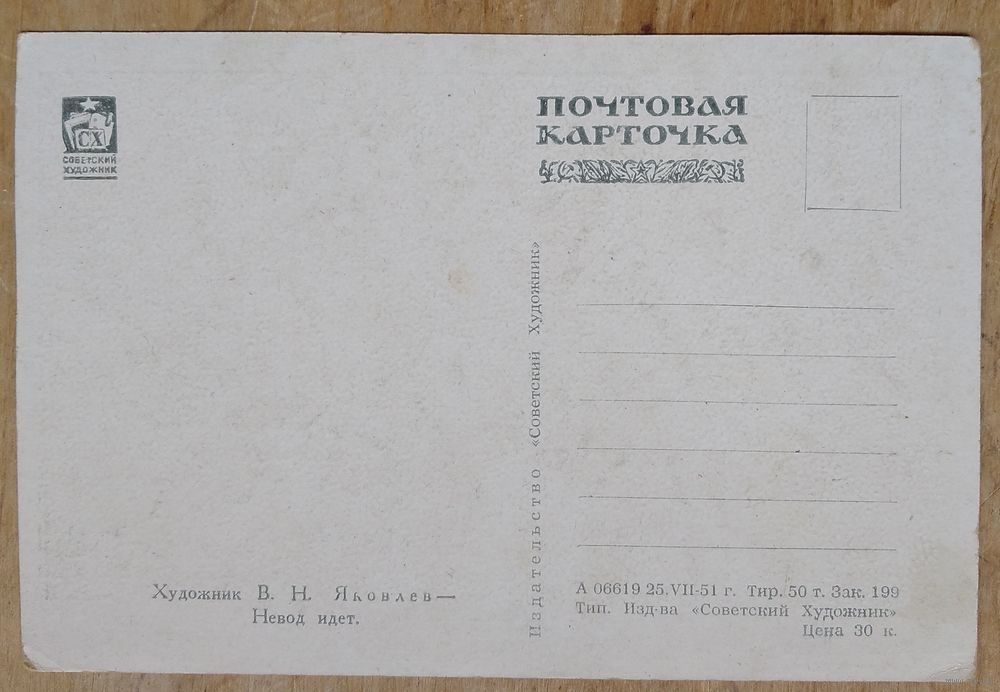 СХ
СОВЕТСКИЙ
ХУДОЖНИК
ПОЧТОВАЯ
КАРТОЧКА
Издательство «Советский Художник»
Художник В. Н. Яковлев—
Невод идет.
А 06619 25.VII-51 г. Тир. 50 т. Зак. 199
Тип. Изд-ва «Советский Художник»
Цена 30 к.